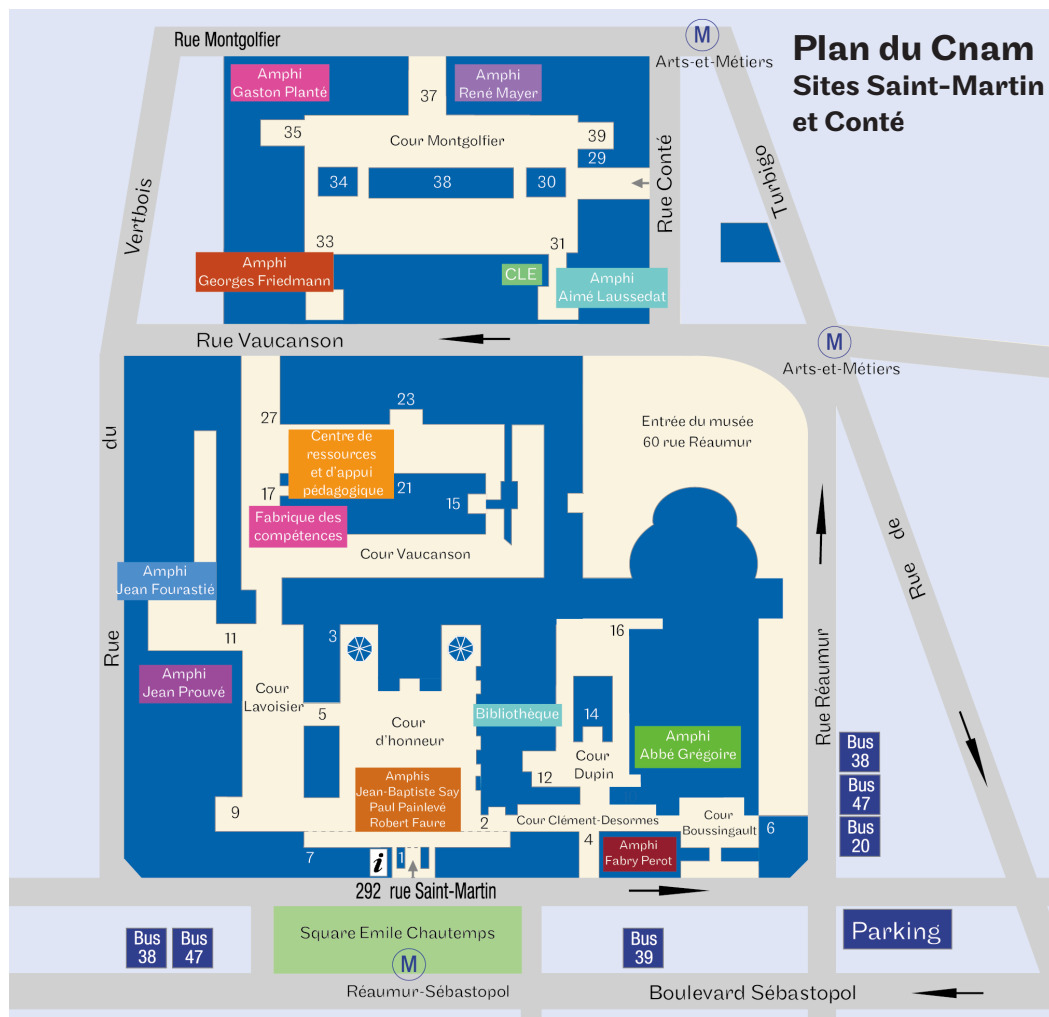 Plan du Cnam
Sites Saint-Martin
et Conté
Rue Montgolfier
M
Arts-et-Métiers
Amphi
Gaston Planté
Amphi
René Mayer
37
35
Cour Montgolfier
39
29
34
38
30
Rue Conté
Turbigo
Vertbois
33
31
Amphi
Georges Friedmann
CLE
Amphi
Aimé Laussedat
Rue Vaucanson
M
Arts-et-Métiers
27
23
Entrée du musée
60 rue Réaumur
du
Centre de
ressources
et d'appui
pédagogique
17
21
15
Fabrique des
compétences
Cour Vaucanson
de
Rue
Amphi
Jean Fourastié
Rue
11
3
16
Amphi
Jean Prouvé
Cour
Lavoisier
5
Cour
d'honneur
Bibliothèque
14
Amphi
Abbé Grégoire
Rue Réaumur
Cour
Dupin
12
Bus
38
Bus
47
Bus
20
Amphis
Jean-Baptiste Say
Paul Painlevé
Robert Faure
9
2
Cour Clément-Desormes
Cour
Boussingault
6
4
Amphi
Fabry Perot
7
i
1
292 rue Saint-Martin
Square Emile Chautemps
M
Réaumur-Sébastopol
Bus
38
Bus
47
Bus
39
Parking
Boulevard Sébastopol